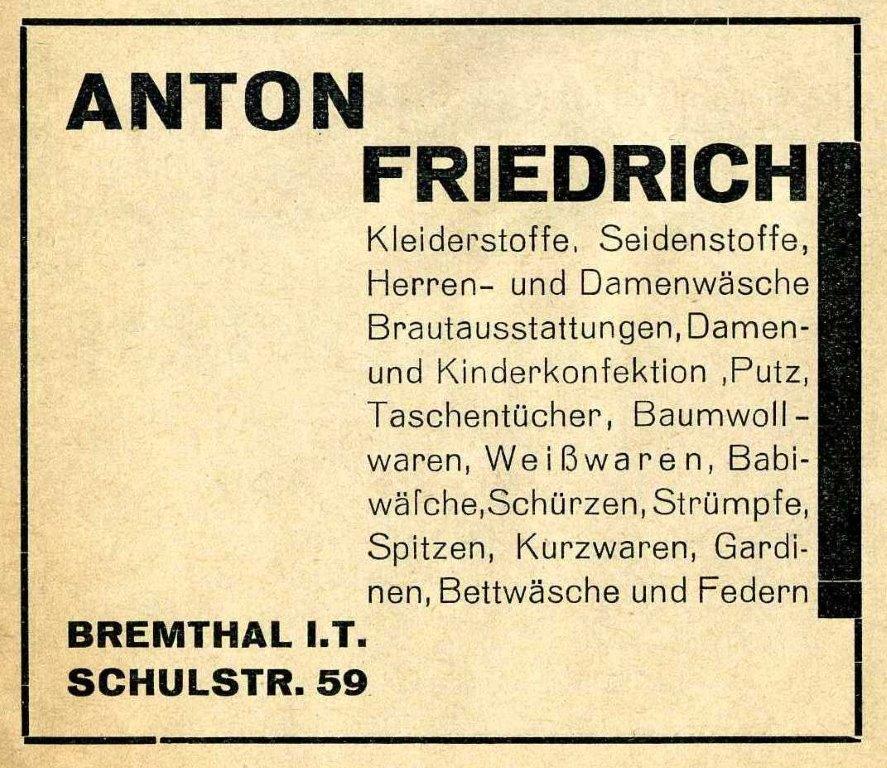 ANTON
FRIEDRICH
Kleiderstoffe, Seidenstoffe,
Herren- und Damenwäsche
Brautausstattungen, Damen-
und Kinderkonfektion ,Putz,
Taschentücher, Baumwoll-
waren, Weißwaren, Babi-
wäſche, Schürzen, Strümpfe,
Spitzen, Kurzwaren, Gardi-
nen, Bettwäsche und Federn
BREMTHAL I.T.
SCHULSTR. 59